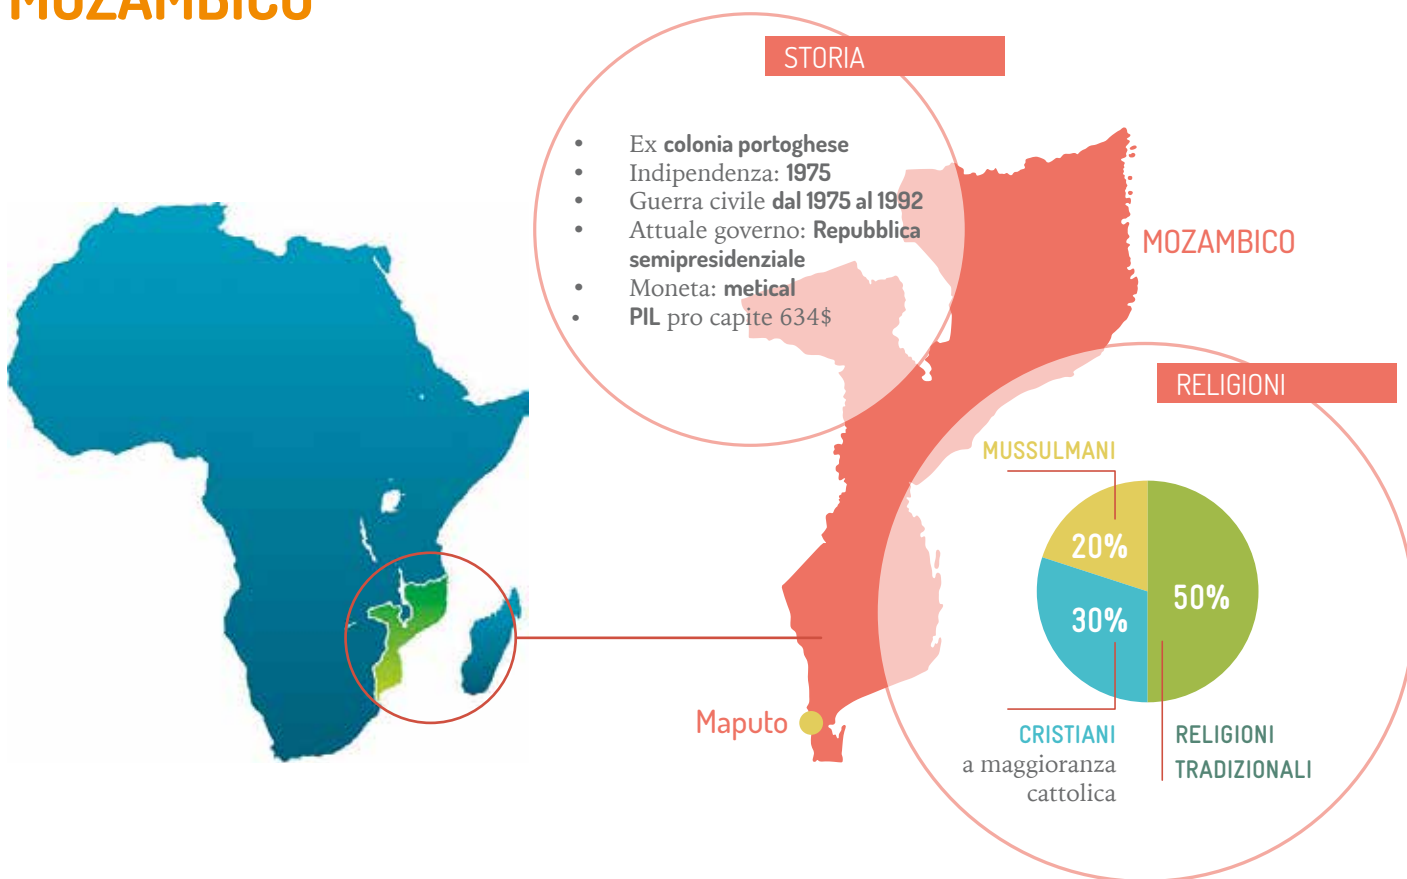 MOZAMBICO
STORIA
• Ex colonia portoghese
• Indipendenza: 1975
• Guerra civile dal 1975 al 1992
• Attuale governo: Repubblica
semipresidenziale
• Moneta: metical
• PIL pro capite 634$
MOZAMBICO
Maputo
RELIGIONI
MUSSULMANI
20%
50%
30%
CRISTIANI
a maggioranza
cattolica
RELIGIONI
TRADIZIONALI